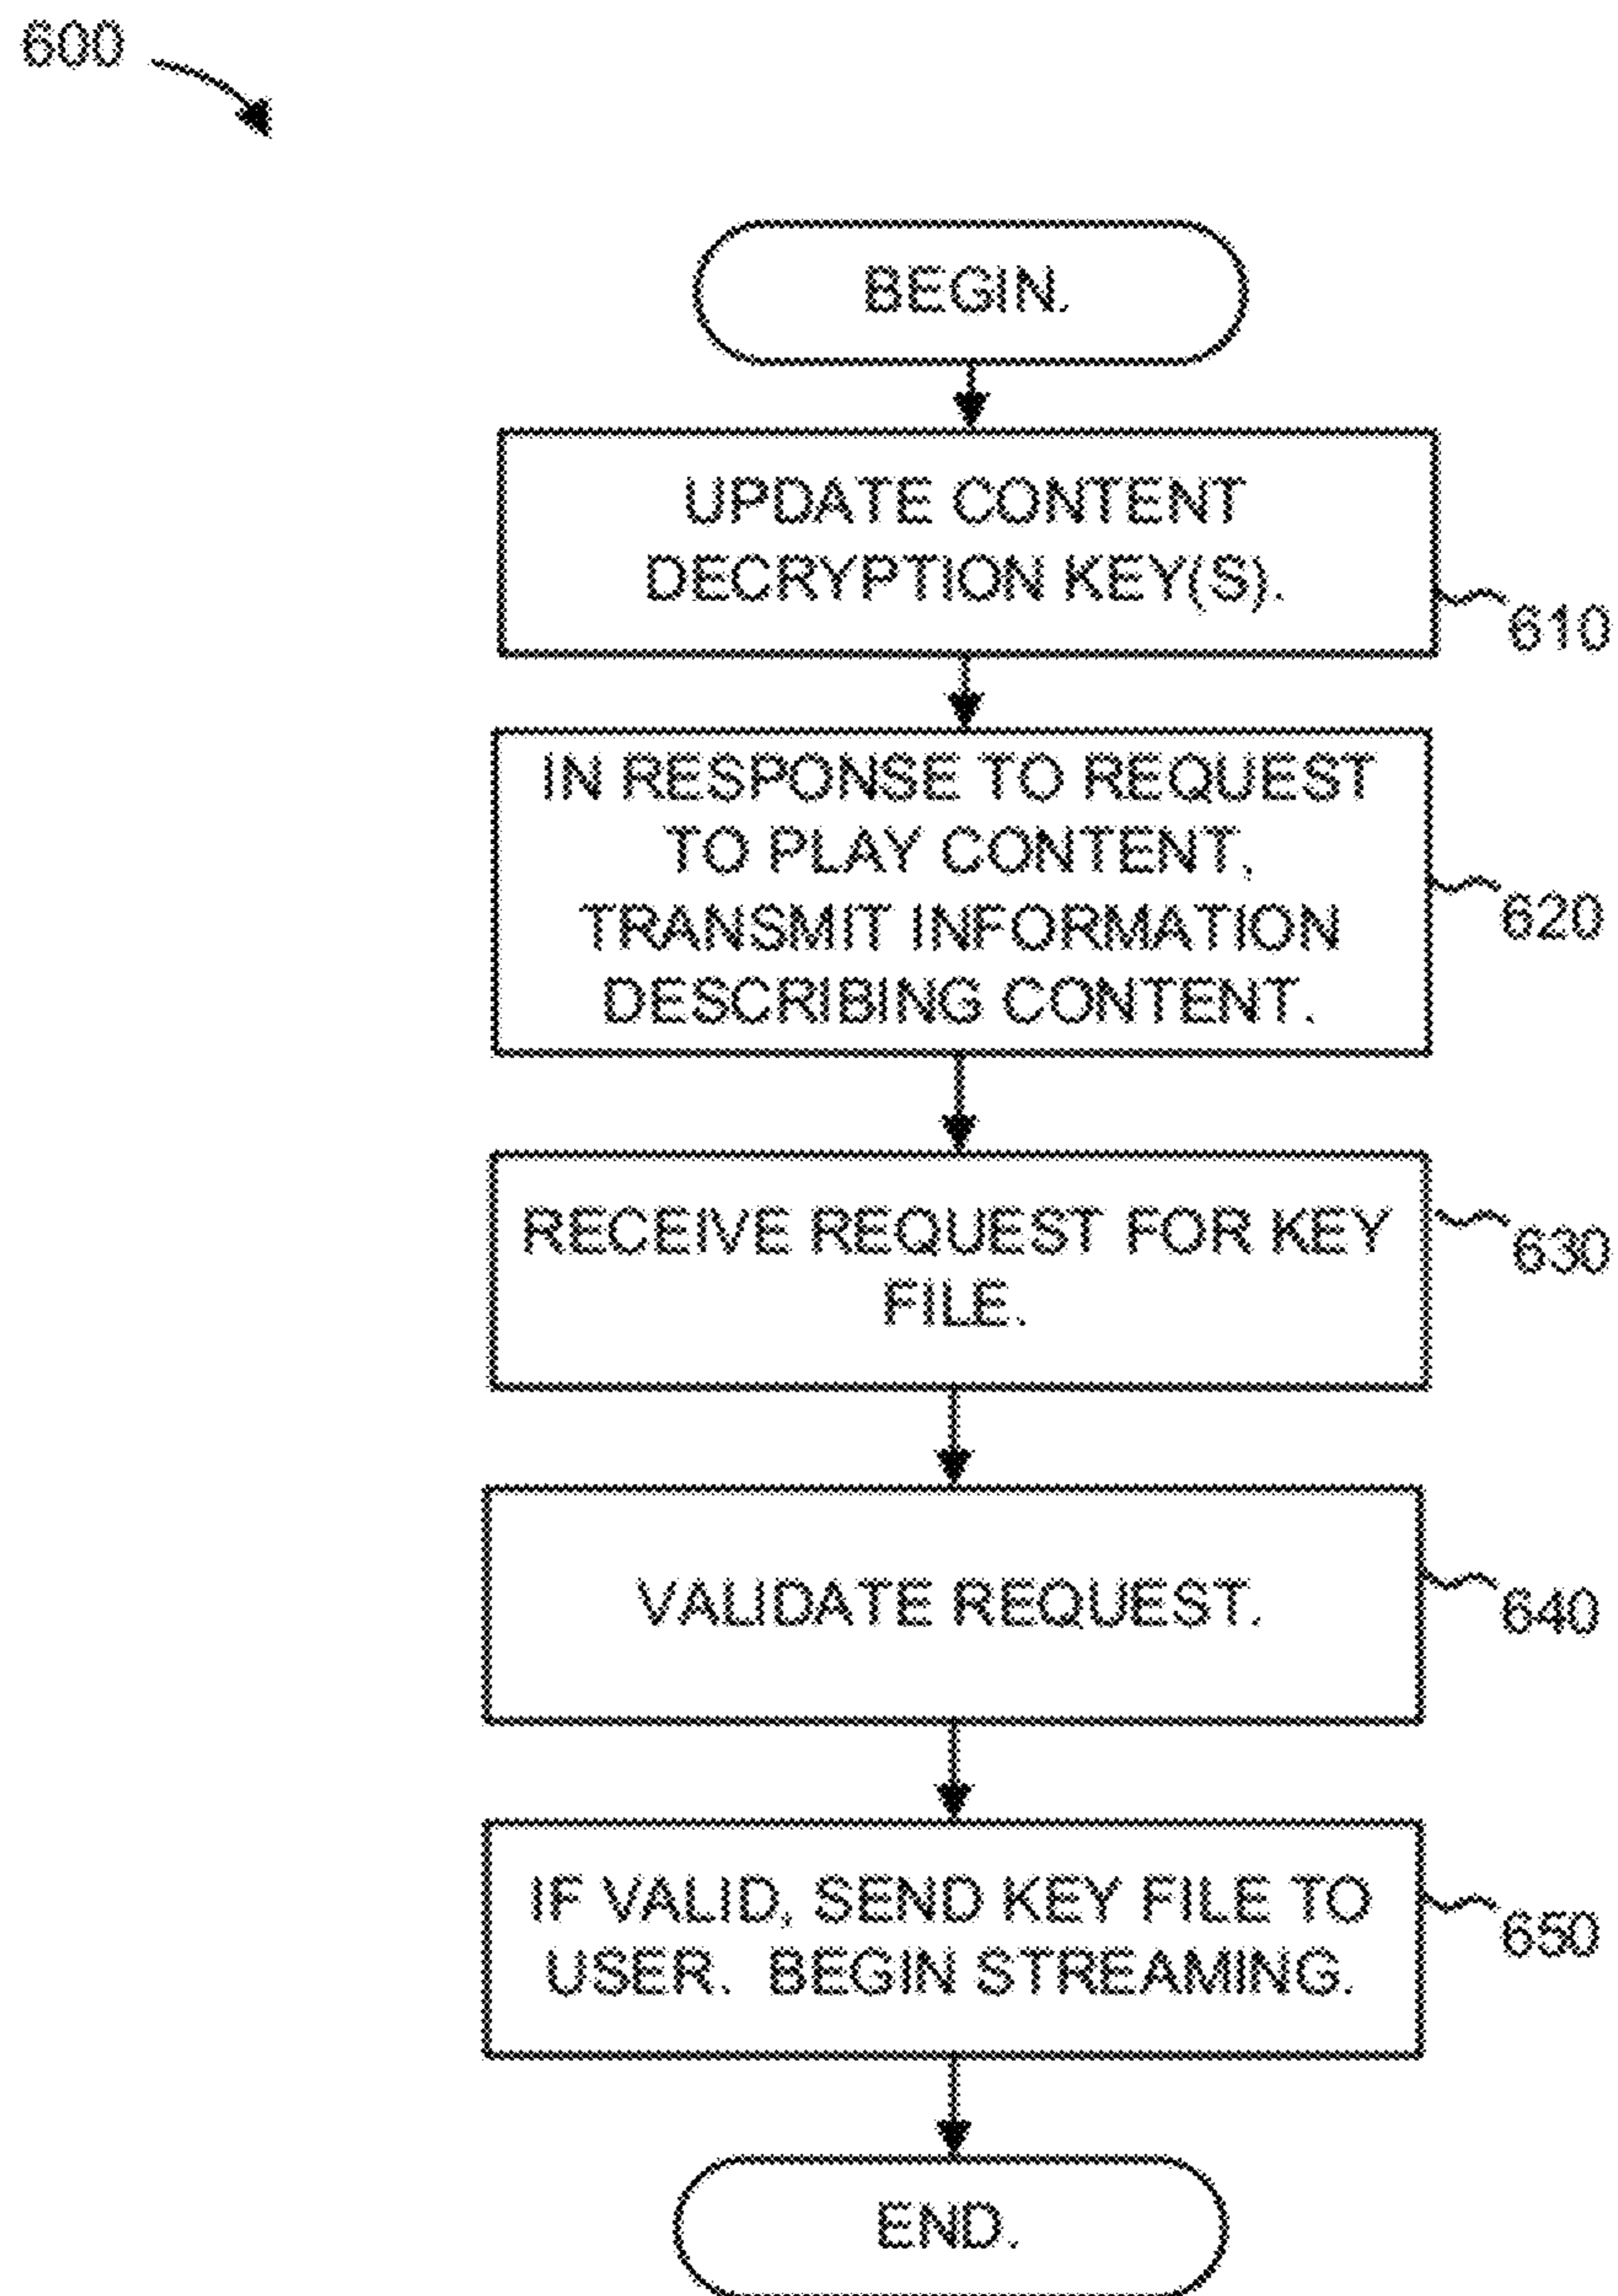 600
BEGIN.
UPDATE CONTENT
DECRYPTION KEY(S).
610
IN RESPONSE TO REQUEST
TO PLAY CONTENT,
TRANSMIT INFORMATION
DESCRIBING CONTENT.
620
RECEIVE REQUEST FOR KEY
FILE.
630
VALIDATE REQUEST.
640
IF VALID, SEND KEY FILE TO
USER. BEGIN STREAMING.
650
END.